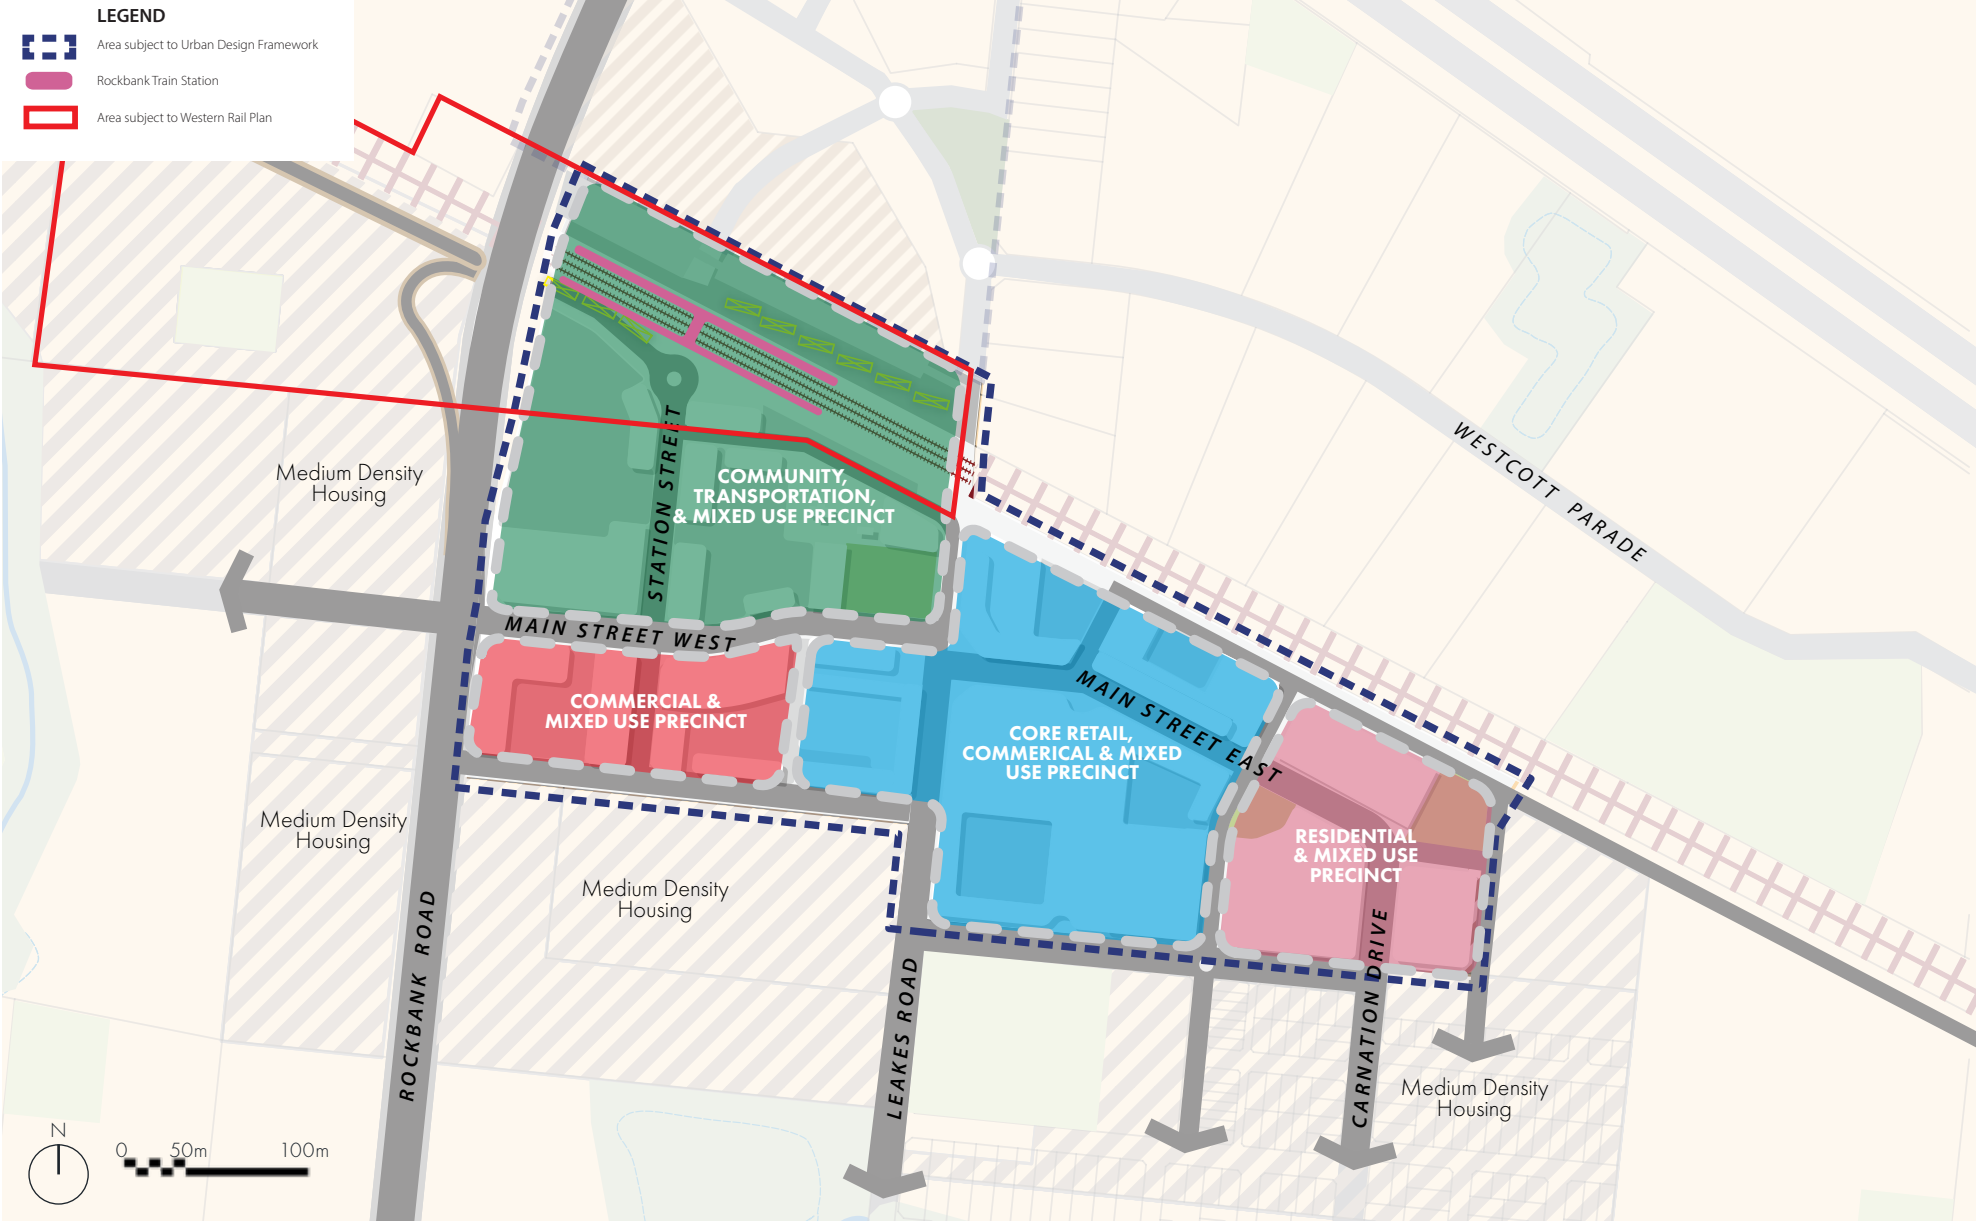 LEGEND
Area subject to Urban Design Framework
Rockbank Train Station
Area subject to Western Rail Plan
WESTCOTT PARADE
Medium Density
Housing
STATION STREET
COMMUNITY,
TRANSPORTATION,
& MIXED USE PRECINCT
MAIN STREET WEST
COMMERCIAL &
MIXED USE PRECINCT
MAIN STREET EAST
CORE RETAIL,
COMMERICAL & MIXED
USE PRECINCT
Medium Density
Housing
RESIDENTIAL
& MIXED USE
PRECINCT
Medium Density
Housing
ROCKBANK ROAD
LEAKES ROAD
CARNATION DRIVE
Medium Density
Housing
N
0 50m 100m